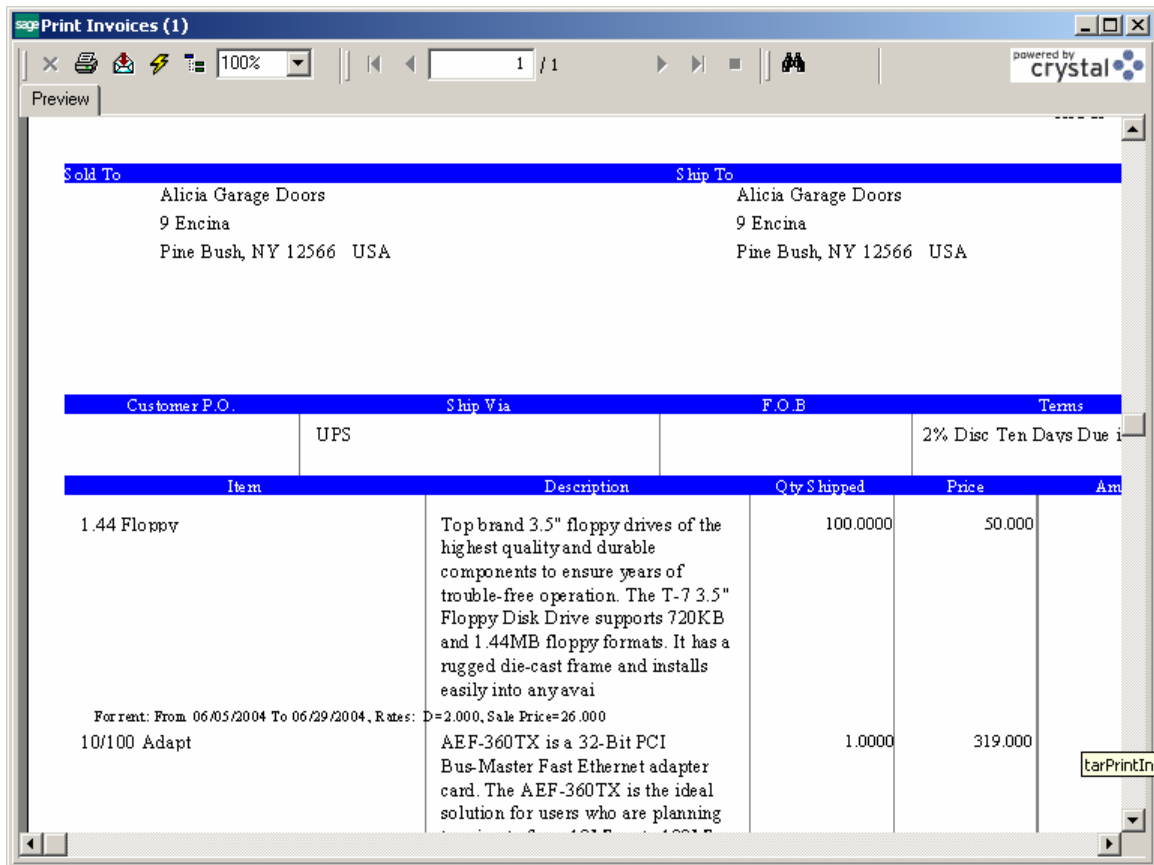 sage Print Invoices (1)
100%
1 / 1
powered by
crystal
Preview
Sold To Ship To
Alicia Garage Doors Alicia Garage Doors
9 Encina 9 Encina
Pine Bush, NY 12566 USA Pine Bush, NY 12566 USA
Customer P.O. Ship Via F.O.B Terms
UPS 2% Disc Ten Days Due i
Item Description Qty Shipped Price Am
1.44 Floppy Top brand 3.5" floppy drives of the 100.0000 50.000
highest quality and durable
components to ensure years of
trouble-free operation. The T-7 3.5"
Floppy Disk Drive supports 720KB
and 1.44MB floppy formats. It has a
rugged die-cast frame and installs
easily into any avai
For rent: From 06/05/2004 To 06/29/2004, Rates: D=2.000, Sale Price=26.000
10/100 Adapt AEF-360TX is a 32-Bit PCI 1.0000 319.000
Bus-Master Fast Ethernet adapter
card. The AEF-360TX is the ideal
solution for users who are planning
tarPrintIn